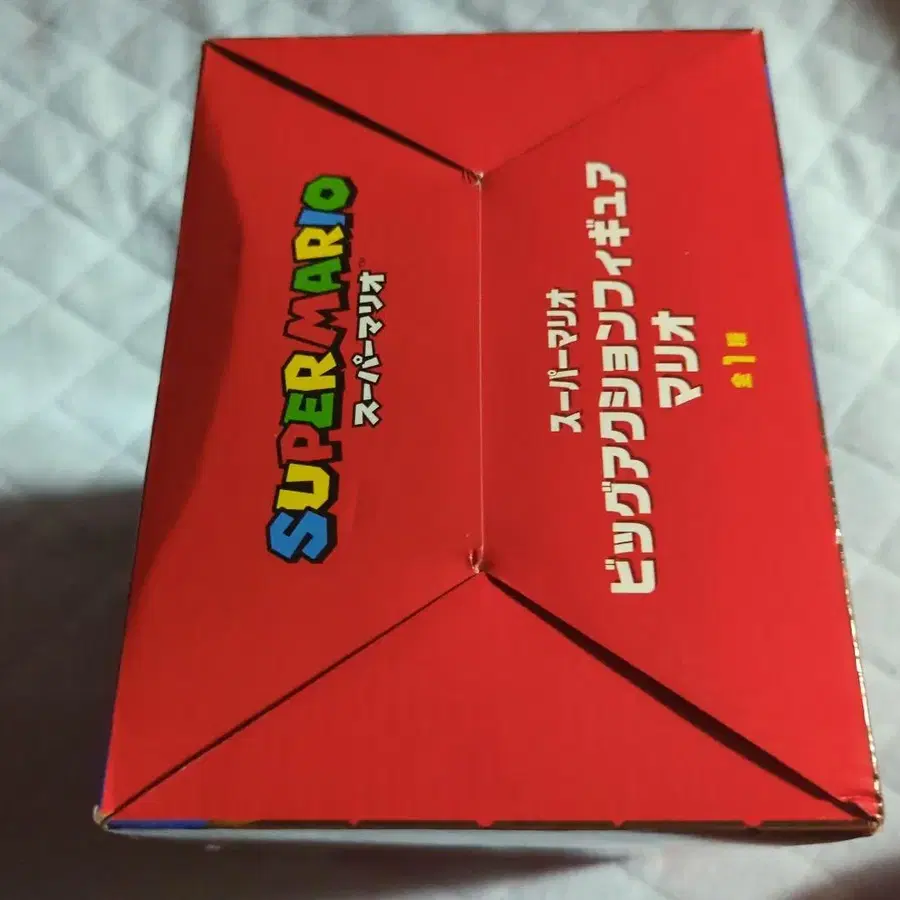 SUPER MARIO™
スーパーマリオ
スーパーマリオ
ビッグアクションフィギュア
マリオ
全1種